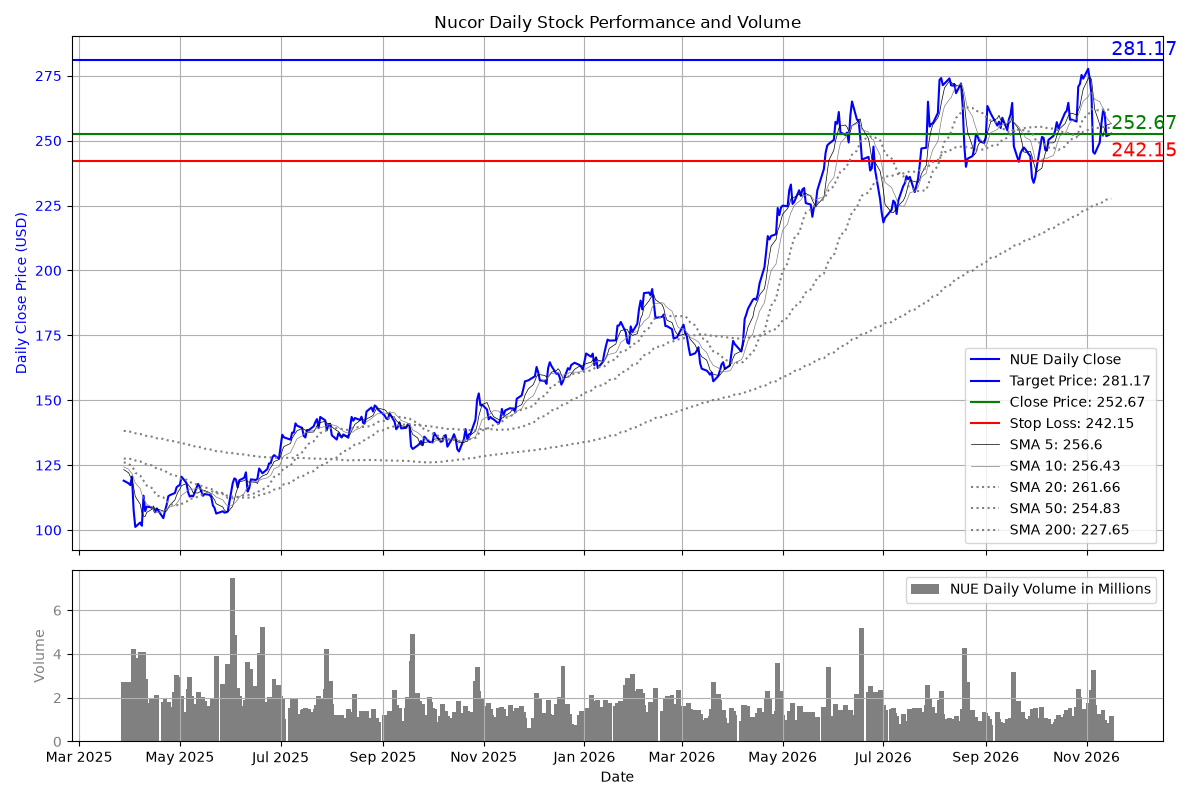 Nucor Daily Stock Performance and Volume
281.17
252.67
242.15
Daily Close Price (USD)
275
250
225
200
175
150
125
100
NUE Daily Close
Target Price: 281.17
Close Price: 252.67
Stop Loss: 242.15
SMA 5: 256.6
SMA 10: 256.43
SMA 20: 261.66
SMA 50: 254.83
SMA 200: 227.65
NUE Daily Volume in Millions
Volume
6
4
2
0
Mar 2025 May 2025 Jul 2025 Sep 2025 Nov 2025 Jan 2026 Mar 2026 May 2026 Jul 2026 Sep 2026 Nov 2026
Date